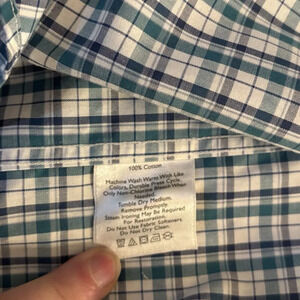 100% Cotton
Machine Wash Warm With Like
Colors, Durable Press Cycle.
Only Non-Chlorine Bleach When
Needed.
Tumble Dry Medium.
Remove Promptly.
Steam Ironing May Be Required
For Restoration.
Do Not Use Fabric Softeners.
Do Not Dry Clean.